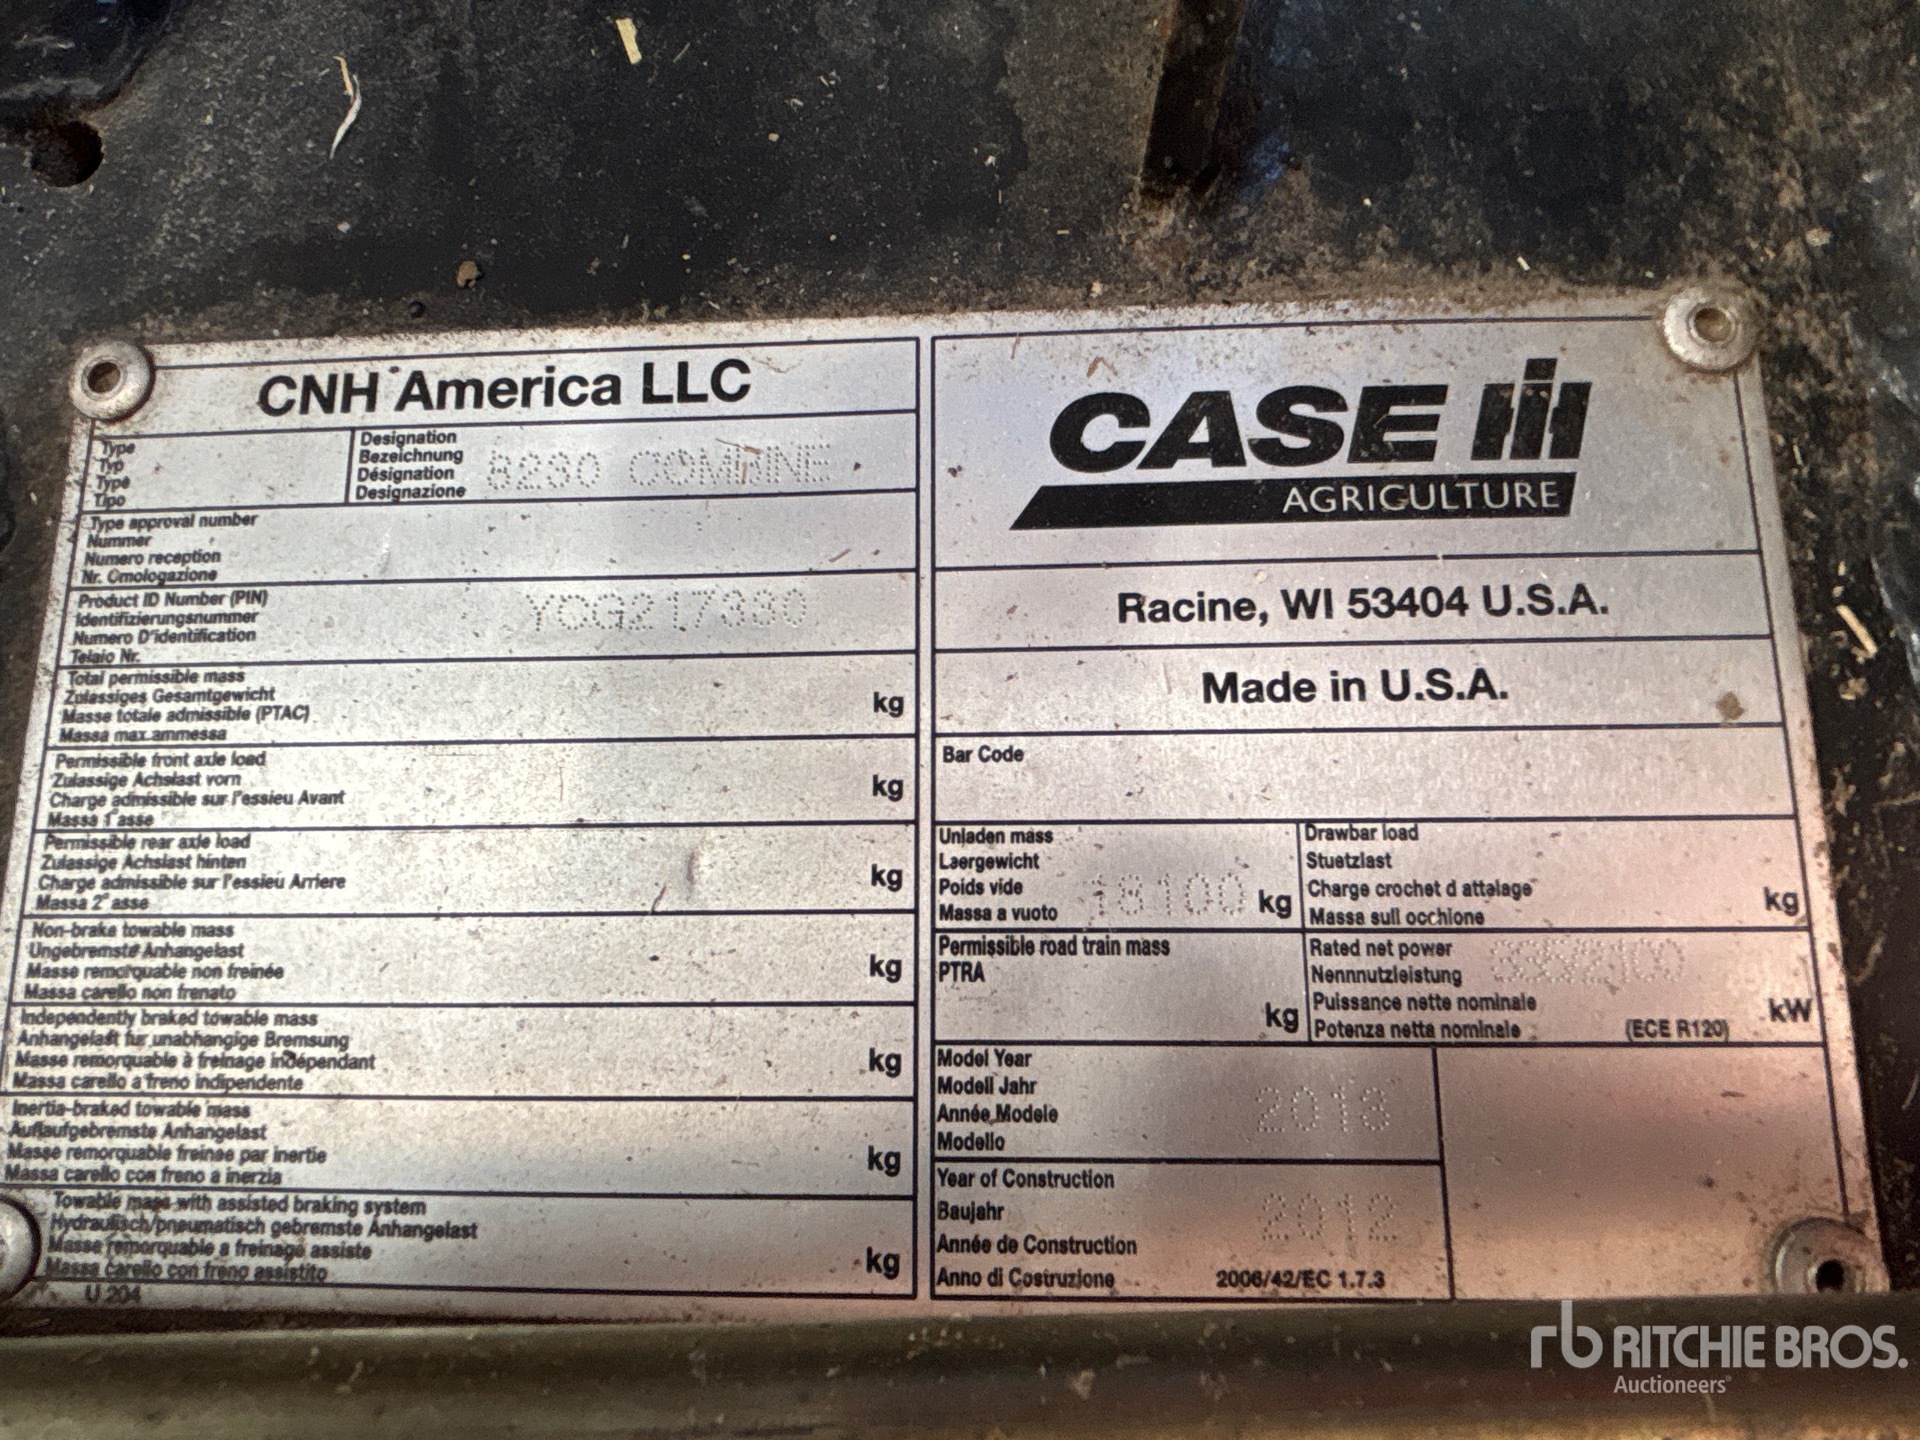 CNH America LLC
Type
Typ
Type
Tipo
Designation
Bezeichnung
Désignation
Designazione
8230 COMBINE
Type approval number
Nummer
Numero reception
Nr. Omologazione
Product ID Number (PIN)
Identifizierungsnummer
Numero D'identification
Telaio Nr.
Total permissible mass
Zulassiges Gesamtgewicht
Masse totale admissible (PTAC)
Massa max ammessa
kg
Permissible front axle load
Zulassige Achslast vorn
Charge admissible sur l'essieu Avant
Massa 1°asse
kg
Permissible rear axle load
Zulassige Achslast hinten
Charge admissible sur l'essieu Arriere
Massa 2°asse
kg
Non-brake towable mass
Ungebremste Anhangelast
Masse remorquable non freinée
Massa carello non frenato
kg
Independently braked towable mass
Anhangelast fur unabhangige Bremsung
Masse remorquable à freinage indépendant
Massa carello a freno indipendente
kg
Inertia-braked towable mass
Auflaufgebremste Anhangelast
Masse remorquable freinee par inertie
Massa carello con freno a inerzia
kg
Towable mass with assisted braking system
Hydraulisch/pneumatisch gebremste Anhangelast
Masse remorquable a freinage assiste
Massa carello con freno assistito
kg
U 204
CASE IH
AGRICULTURE
Racine, WI 53404 U.S.A.
Made in U.S.A.
Bar Code
Unladen mass
Laergewicht
Poids vide
Massa a vuoto
18100 kg
Drawbar load
Stuetzlast
Charge crochet d attelage
Massa sull occhione
kg
Permissible road train mass
PTRA
kg
Rated net power
Nennnutzleistung
Puissance nette nominale
Potenza netta nominale
(ECE R120)
kW
Model Year
Modell Jahr
Année Modele
Modello
Year of Construction
Baujahr
Année de Construction
Anno di Costruzione
2012
2006/42/EC 1.7.3
rb RITCHIE BROS.
Auctioneers